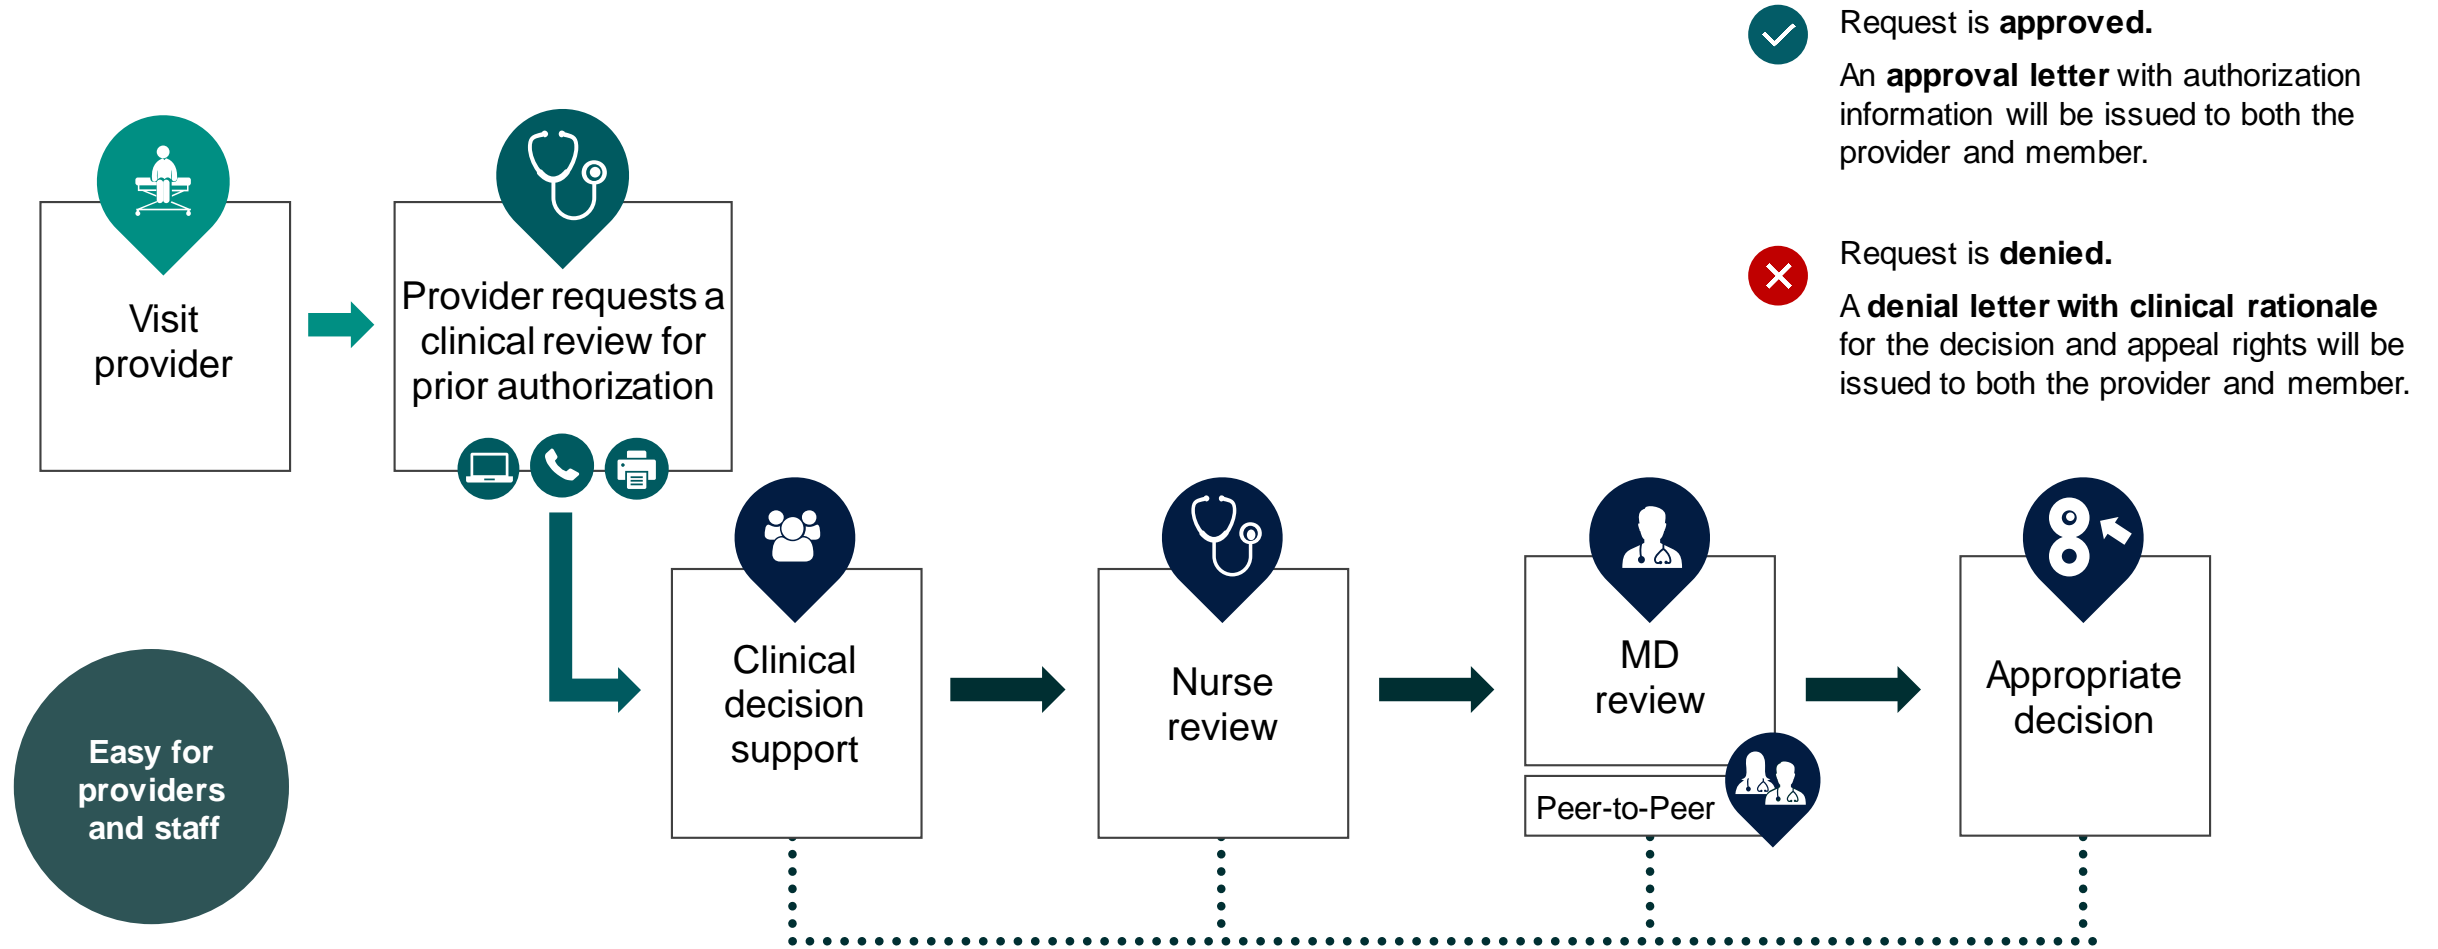 Request is approved.
An approval letter with authorization
information will be issued to both the
provider and member.
Request is denied.
A denial letter with clinical rationale
for the decision and appeal rights will be
issued to both the provider and member.
Visit
provider
Provider requests a
clinical review for
prior authorization
Clinical
decision
support
Nurse
review
MD
review
Peer-to-Peer
Appropriate
decision
Easy for
providers
and staff